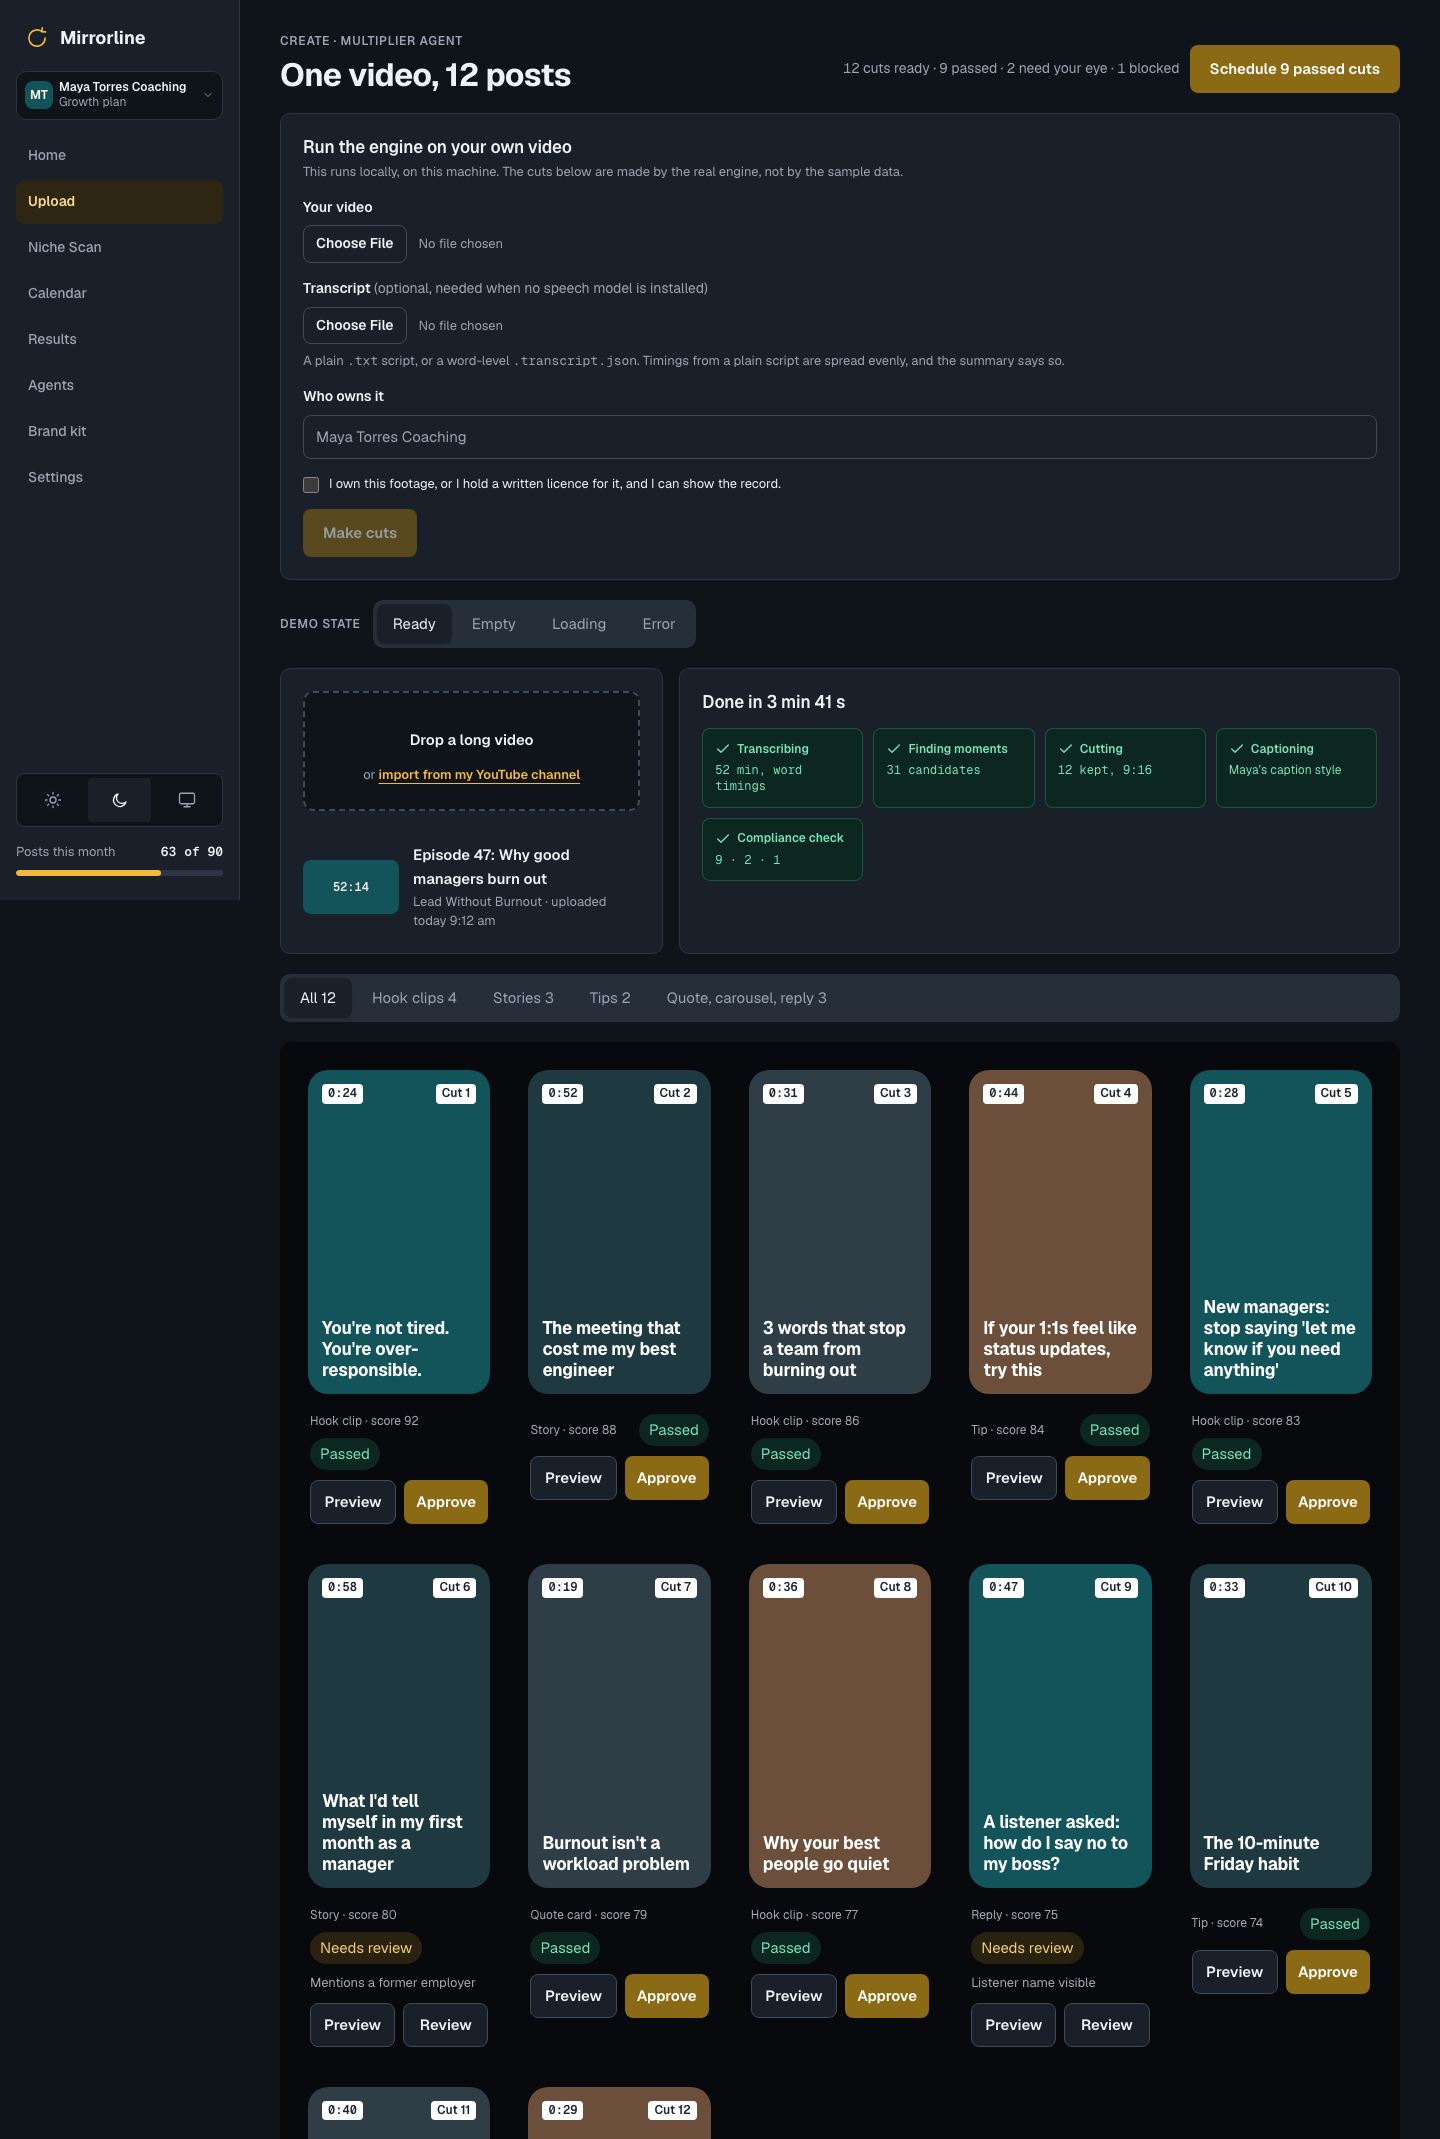 Mirrorline
MT
Maya Torres Coaching
Growth plan
Home
Upload
Niche Scan
Calendar
Results
Agents
Brand kit
Settings
Posts this month
63 of 90
CREATE · MULTIPLIER AGENT
One video, 12 posts
12 cuts ready · 9 passed · 2 need your eye · 1 blocked
Schedule 9 passed cuts
Run the engine on your own video
This runs locally, on this machine. The cuts below are made by the real engine, not by the sample data.
Your video
Choose File
No file chosen
Transcript (optional, needed when no speech model is installed)
Choose File
No file chosen
A plain .txt script, or a word-level .transcript.json. Timings from a plain script are spread evenly, and the summary says so.
Who owns it
Maya Torres Coaching
I own this footage, or I hold a written licence for it, and I can show the record.
Make cuts
DEMO STATE
Ready
Empty
Loading
Error
Drop a long video
or import from my YouTube channel
52:14
Episode 47: Why good
managers burn out
Lead Without Burnout · uploaded
today 9:12 am
Done in 3 min 41 s
Transcribing
52 min, word
timings
Finding moments
31 candidates
Cutting
12 kept, 9:16
Captioning
Maya's caption style
Compliance check
9 · 2 · 1
All 12
Hook clips 4
Stories 3
Tips 2
Quote, carousel, reply 3
0:24
Cut 1
You're not tired.
You're over-
responsible.
Hook clip · score 92
Passed
Preview
Approve
0:52
Cut 2
The meeting that
cost me my best
engineer
Story · score 88
Passed
Preview
Approve
0:31
Cut 3
3 words that stop
a team from
burning out
Hook clip · score 86
Passed
Preview
Approve
0:44
Cut 4
If your 1:1s feel like
status updates,
try this
Tip · score 84
Passed
Preview
Approve
0:28
Cut 5
New managers:
stop saying 'let me
know if you need
anything'
Hook clip · score 83
Passed
Preview
Approve
0:58
Cut 6
What I'd tell
myself in my first
month as a
manager
Story · score 80
Needs review
Mentions a former employer
Preview
Review
0:19
Cut 7
Burnout isn't a
workload problem
Quote card · score 79
Passed
Preview
Approve
0:36
Cut 8
Why your best
people go quiet
Hook clip · score 77
Passed
Preview
Approve
0:47
Cut 9
A listener asked:
how do I say no to
my boss?
Reply · score 75
Needs review
Listener name visible
Preview
Review
0:33
Cut 10
The 10-minute
Friday habit
Tip · score 74
Passed
Preview
Approve
0:40
Cut 11
0:29
Cut 12